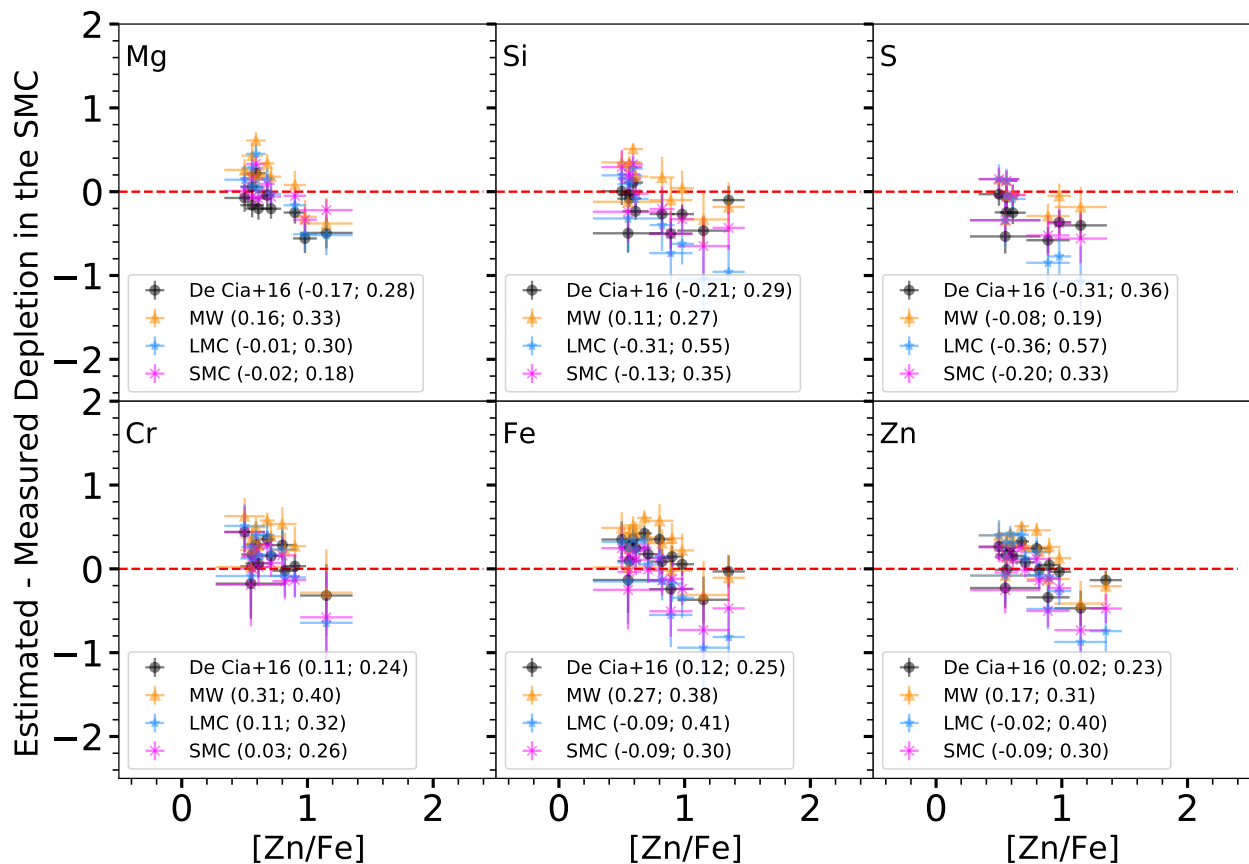 Estimated - Measured Depletion in the SMC
2
1
0
−1
−2
Mg
De Cia+16 (-0.17; 0.28)
MW (0.16; 0.33)
LMC (-0.01; 0.30)
SMC (-0.02; 0.18)
Si
De Cia+16 (-0.21; 0.29)
MW (0.11; 0.27)
LMC (-0.31; 0.55)
SMC (-0.13; 0.35)
S
De Cia+16 (-0.31; 0.36)
MW (-0.08; 0.19)
LMC (-0.36; 0.57)
SMC (-0.20; 0.33)
2
1
0
−1
−2
Cr
De Cia+16 (0.11; 0.24)
MW (0.31; 0.40)
LMC (0.11; 0.32)
SMC (0.03; 0.26)
Fe
De Cia+16 (0.12; 0.25)
MW (0.27; 0.38)
LMC (-0.09; 0.41)
SMC (-0.09; 0.30)
Zn
De Cia+16 (0.02; 0.23)
MW (0.17; 0.31)
LMC (-0.02; 0.40)
SMC (-0.09; 0.30)
0 1 2
0 1 2
0 1 2
[Zn/Fe]
[Zn/Fe]
[Zn/Fe]